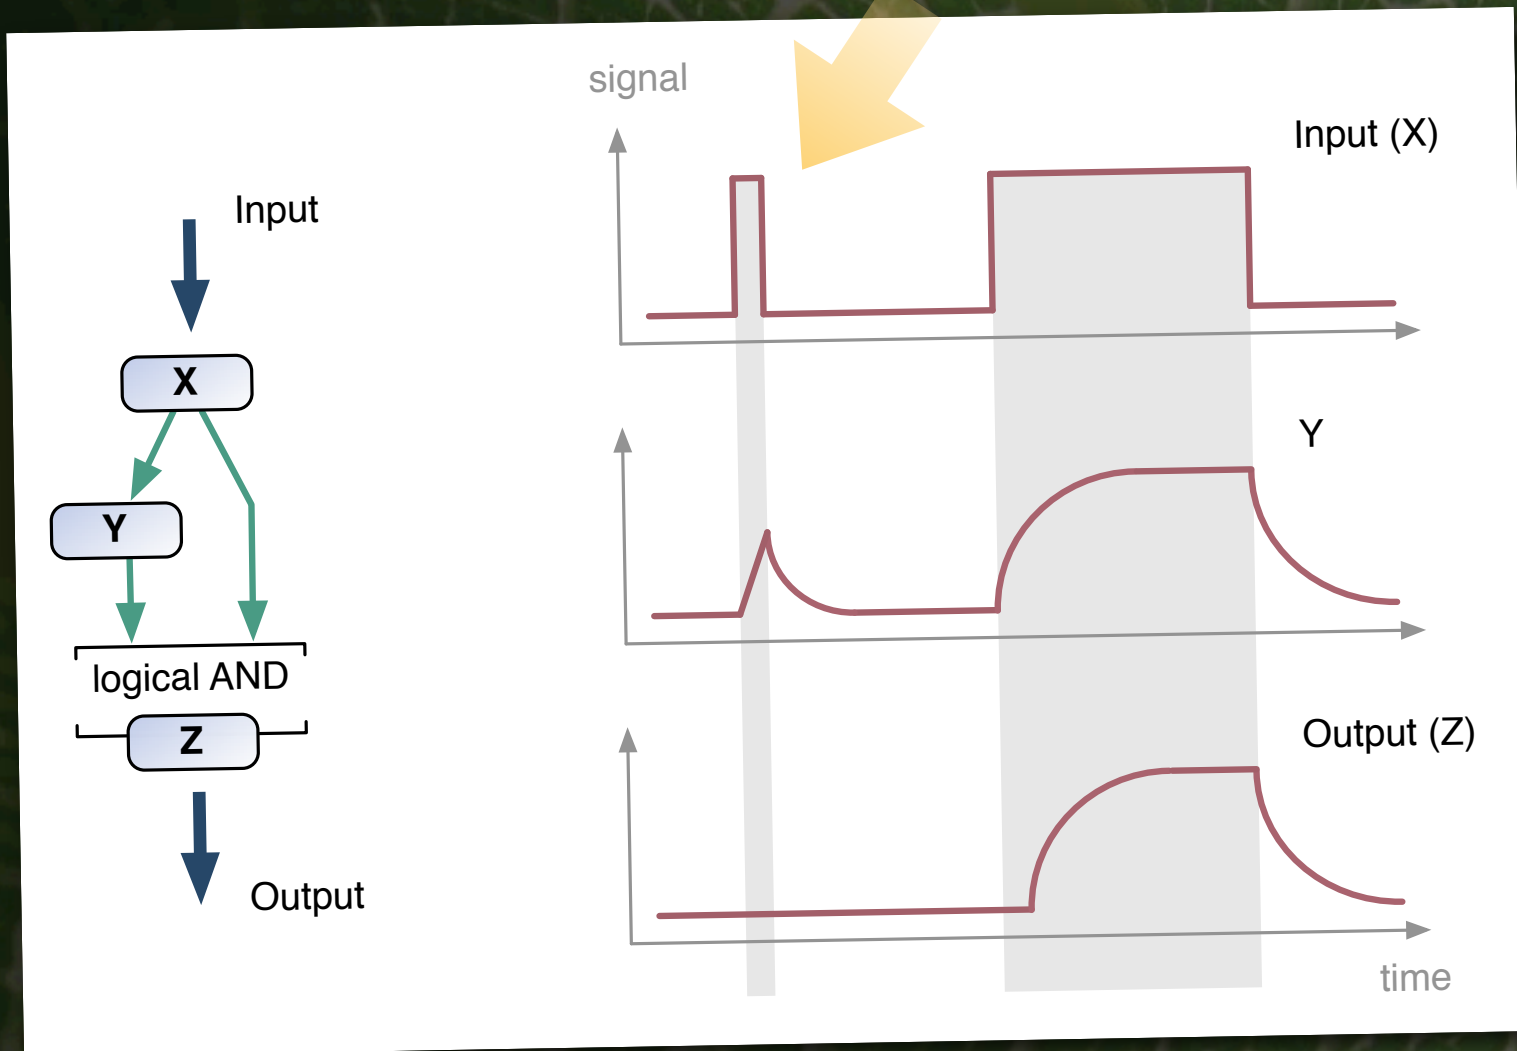 Input
X
Y
logical AND
Z
Output
signal
Input (X)
Y
Output (Z)
time